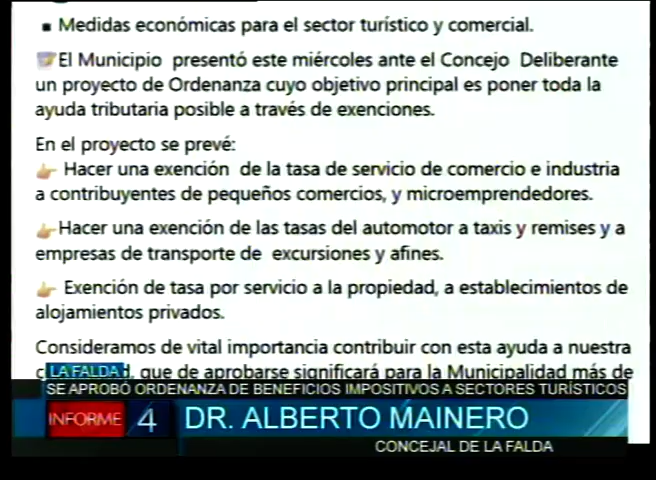 ▪ Medidas económicas para el sector turístico y comercial.
El Municipio presentó este miércoles ante el Concejo Deliberante
un proyecto de Ordenanza cuyo objetivo principal es poner toda la
ayuda tributaria posible a través de exenciones.
En el proyecto se prevé:
Hacer una exención de la tasa de servicio de comercio e industria
a contribuyentes de pequeños comercios, y microemprendedores.
Hacer una exención de las tasas del automotor a taxis y remises y a
empresas de transporte de excursiones y afines.
Exención de tasa por servicio a la propiedad, a establecimientos de
alojamientos privados.
Consideramos de vital importancia contribuir con esta ayuda a nuestra
que de aprobarse significará para la Municipalidad más de
LA FALDA
SE APROBÓ ORDENANZA DE BENEFICIOS IMPOSITIVOS A SECTORES TURÍSTICOS
INFORME 4 DR. ALBERTO MAINERO
CONCEJAL DE LA FALDA